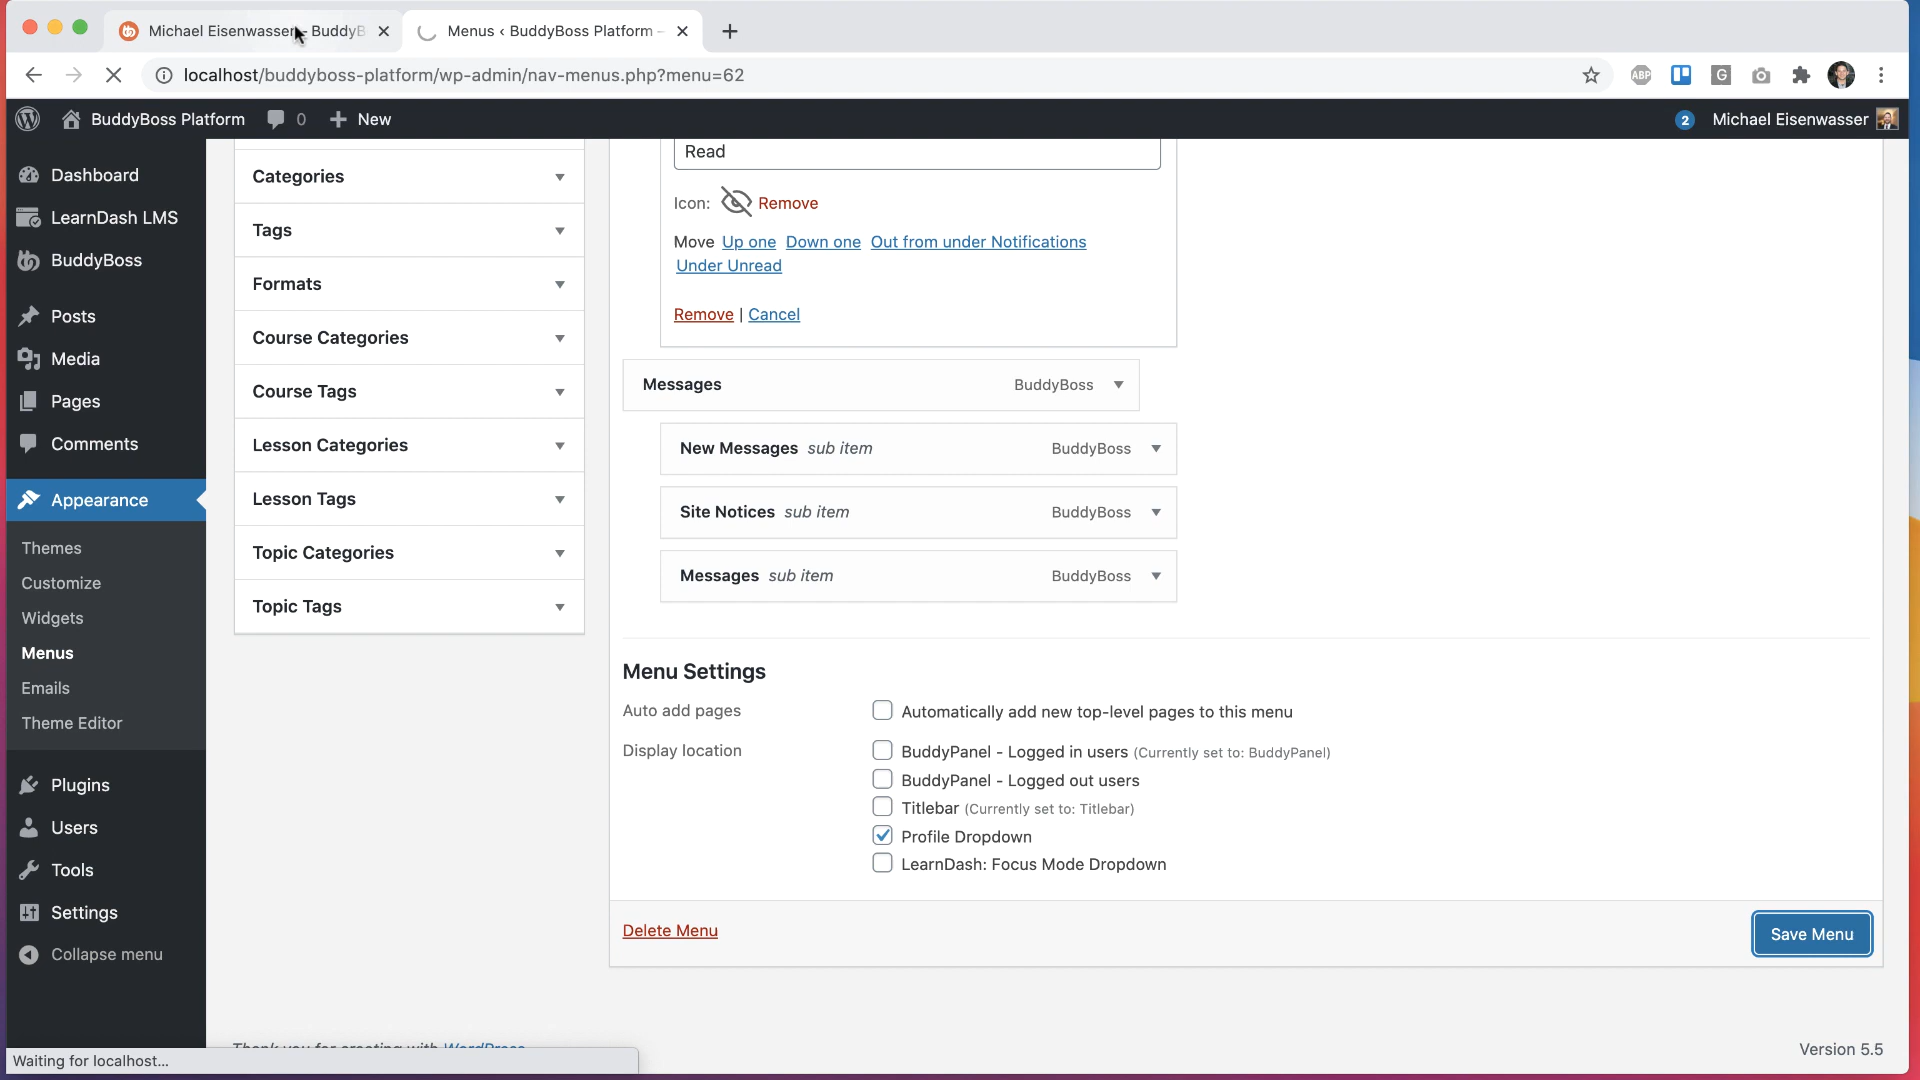 Michael Eisenwasser - BuddyB
Menus ‹ BuddyBoss Platform –
localhost/buddyboss-platform/wp-admin/nav-menus.php?menu=62
ABP
G
BuddyBoss Platform
0
New
2
Michael Eisenwasser
Dashboard
LearnDash LMS
BuddyBoss
Posts
Media
Pages
Comments
Appearance
Themes
Customize
Widgets
Menus
Emails
Theme Editor
Plugins
Users
Tools
Settings
Collapse menu
Categories
Tags
Formats
Course Categories
Course Tags
Lesson Categories
Lesson Tags
Topic Categories
Topic Tags
Read
Icon: Remove
Move Up one Down one Out from under Notifications
Under Unread
Remove | Cancel
Messages BuddyBoss
New Messages sub item BuddyBoss
Site Notices sub item BuddyBoss
Messages sub item BuddyBoss
Menu Settings
Auto add pages
Automatically add new top-level pages to this menu
Display location
BuddyPanel - Logged in users (Currently set to: BuddyPanel)
BuddyPanel - Logged out users
Titlebar (Currently set to: Titlebar)
Profile Dropdown
LearnDash: Focus Mode Dropdown
Delete Menu
Save Menu
Thank you for creating with WordPress.
Version 5.5
Waiting for localhost...